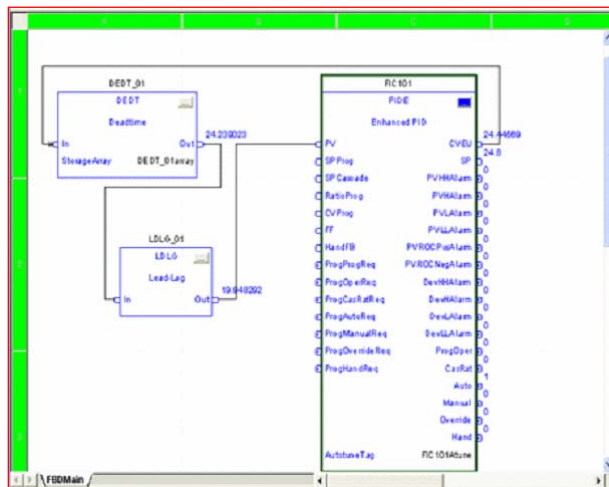 A B C D
DEDT_01
DEDT
Deadtime
In Out 24.239023
StorageArray DEDT_01array
LDLG_01
LDLG
Lead-Lag
In Out 19.948292
FIC101
PIDE
Enhanced PID
PV CVEU 24.44669
SPProg SP 24.6
SPCascade PVHHAlarm 0
RatioProg PVHAlarm 0
CVProg PVLAlarm 0
FF PVLLAlarm 0
HandFB PVROCPosAlarm 0
ProgProgReq PVROCNegAlarm 0
ProgOperReq DevHHAlarm 0
ProgCasRatReq DevHAlarm 0
ProgAutoReq DevLAlarm 0
ProgManualReq DevLLAlarm 0
ProgOverrideReq ProgOper 0
ProgHandReq CasRat 0
Auto 1
Manual 0
Override 0
Hand 0
AutotuneTag FIC101Atune
FBDMain